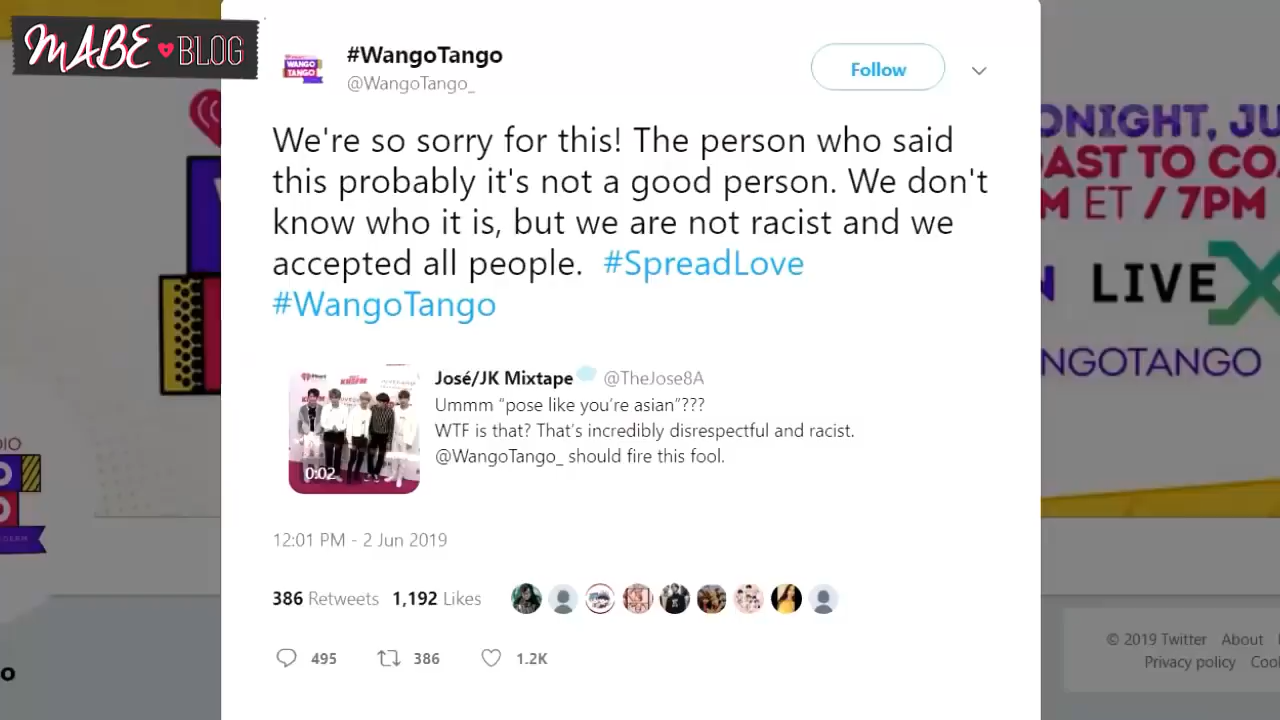 MABE BLOG
#WangoTango
@WangoTango_
Follow
We're so sorry for this! The person who said
this probably it's not a good person. We don't
know who it is, but we are not racist and we
accepted all people. #SpreadLove
#WangoTango
WANGO
TANGO
José/JK Mixtape @TheJose8A
Ummm “pose like you’re asian”???
WTF is that? That’s incredibly disrespectful and racist.
@WangoTango_ should fire this fool.
0:02
12:01 PM - 2 Jun 2019
386 Retweets 1,192 Likes
495 386 1.2K
ONIGHT, JU
AST TO CO
M ET / 7PM
LIVE
NGOTANGO
© 2019 Twitter About
Privacy policy Coo